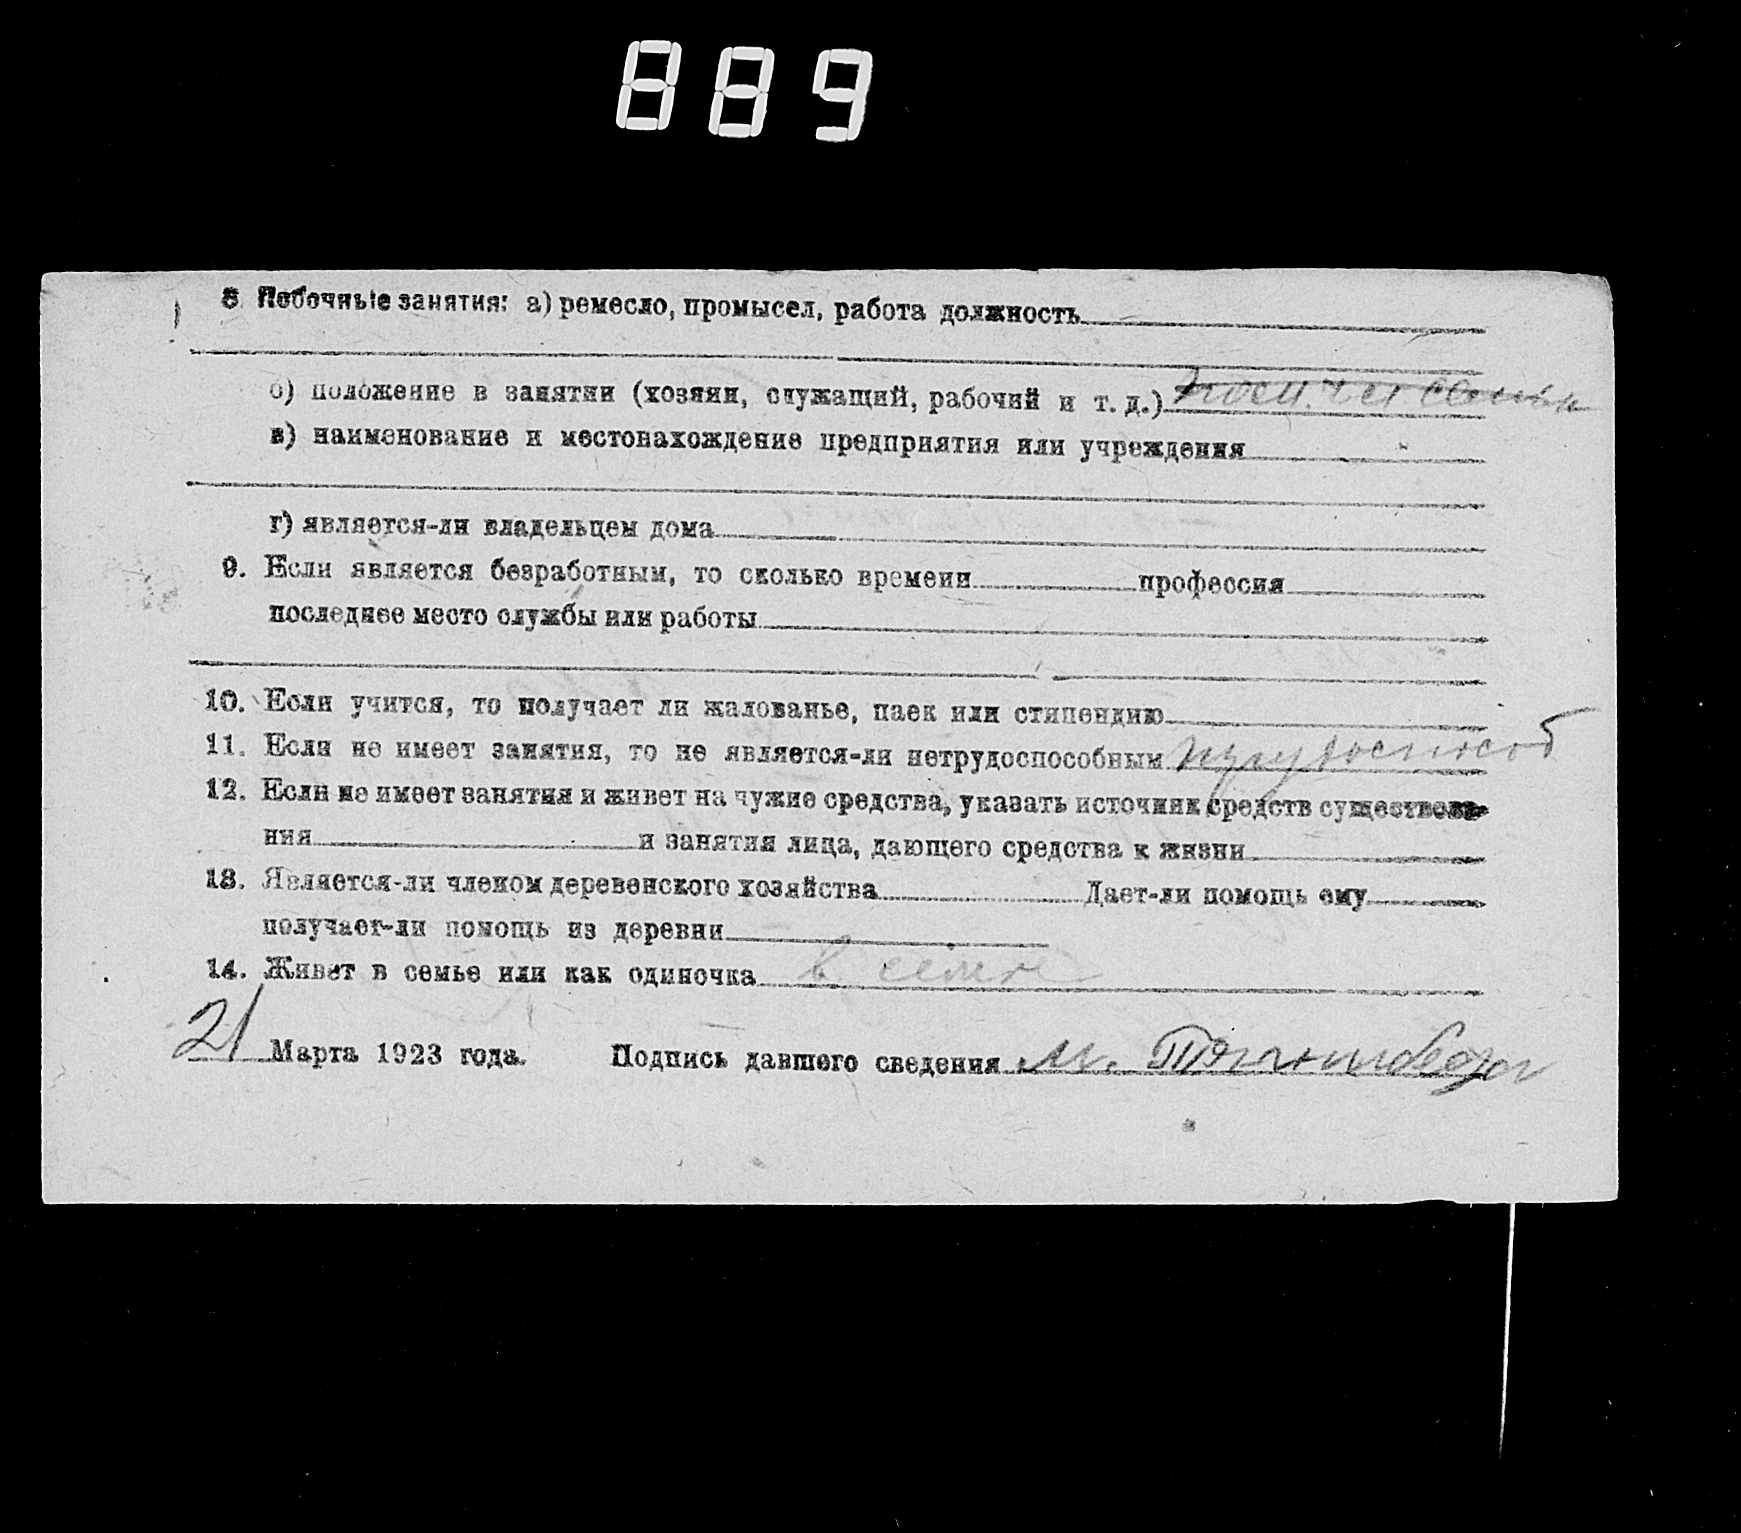 889
8 Побочные занятия: а) ремесло, промысел, работа должность
б) положение в занятии (хозяин, служащий, рабочий и т. д.)
в) наименование и местонахождение предприятия или учреждения
г) является-ли владельцем дома
9. Если является безработным, то сколько времени профессия
последнее место службы или работы
10. Если учится, то получает ли жалованье, паек или стипендию
11. Если не имеет занятия, то не является-ли нетрудоспособным
12. Если не имеет занятия и живет на чужие средства, указать источник средств существова-
ния и занятия лица, дающего средства к жизни
13. Является-ли членом деревенского хозяйства Дает-ли помощь ему
получает-ли помощь из деревни
14. Живет в семье или как одиночка в семье
21 Марта 1923 года. Подпись давшего сведения М.